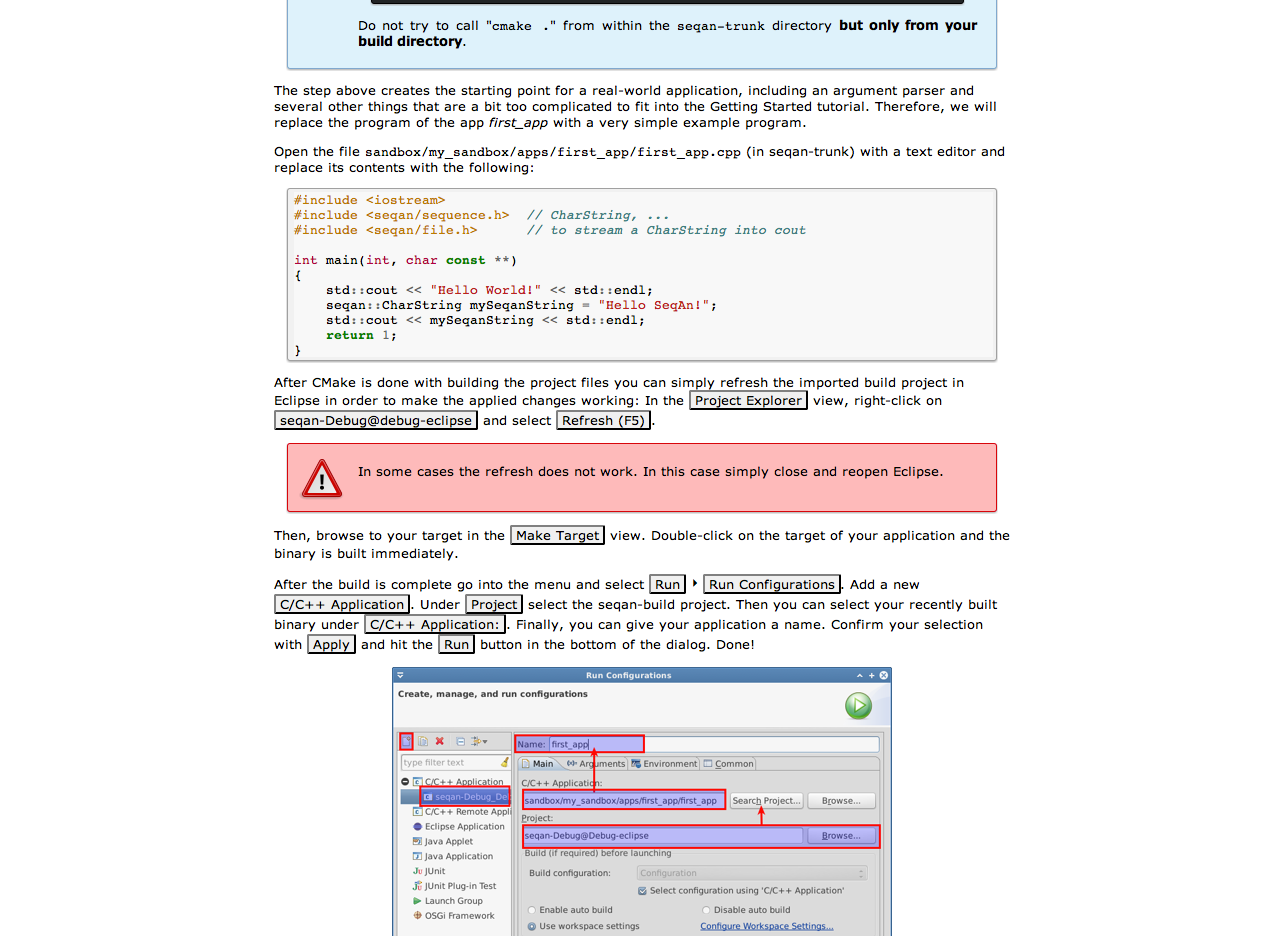 Do not try to call "cmake ." from within the seqan-trunk directory but only from your
build directory.
The step above creates the starting point for a real-world application, including an argument parser and
several other things that are a bit too complicated to fit into the Getting Started tutorial. Therefore, we will
replace the program of the app first_app with a very simple example program.
Open the file sandbox/my_sandbox/apps/first_app/first_app.cpp (in seqan-trunk) with a text editor and
replace its contents with the following:
#include <iostream>
#include <seqan/sequence.h>  // CharString, ...
#include <seqan/file.h>      // to stream a CharString into cout
int main(int, char const **)
{
    std::cout << "Hello World!" << std::endl;
    seqan::CharString mySeqanString = "Hello SeqAn!";
    std::cout << mySeqanString << std::endl;
    return 1;
}
After CMake is done with building the project files you can simply refresh the imported build project in
Eclipse in order to make the applied changes working: In the Project Explorer view, right-click on
seqan-Debug@debug-eclipse and select Refresh (F5).
In some cases the refresh does not work. In this case simply close and reopen Eclipse.
Then, browse to your target in the Make Target view. Double-click on the target of your application and the
binary is built immediately.
After the build is complete go into the menu and select Run ‣ Run Configurations. Add a new
C/C++ Application. Under Project select the seqan-build project. Then you can select your recently built
binary under C/C++ Application:. Finally, you can give your application a name. Confirm your selection
with Apply and hit the Run button in the bottom of the dialog. Done!
Run Configurations
Create, manage, and run configurations
Name: first_app
type filter text
Main Arguments Environment Common
C/C++ Application
C/C++ Application:
seqan-Debug_De
sandbox/my_sandbox/apps/first_app/first_app Search Project... Browse...
C/C++ Remote Appli
Project:
Eclipse Application
seqan-Debug@Debug-eclipse Browse...
Java Applet
Build (if required) before launching
Java Application
JUnit
Build configuration: Configuration
JUnit Plug-in Test
Select configuration using 'C/C++ Application'
Launch Group
Enable auto build Disable auto build
OSGi Framework
Use workspace settings Configure Workspace Settings...